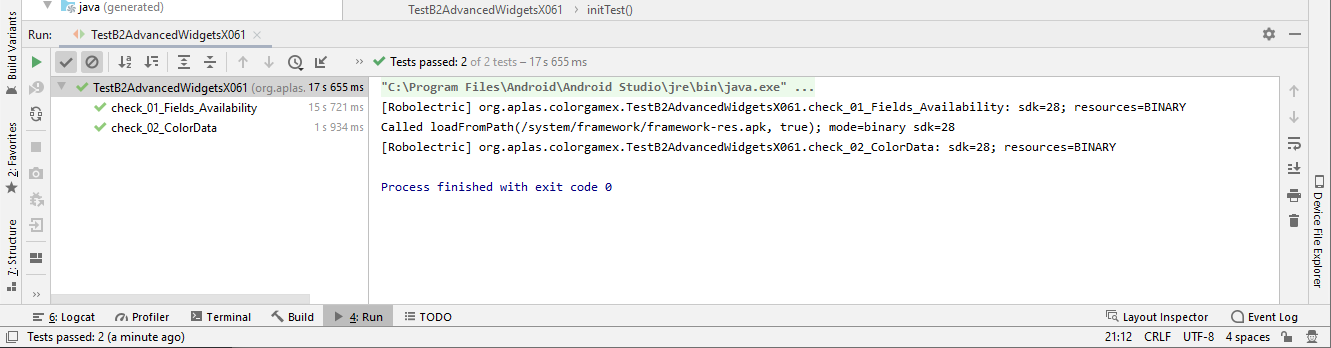 java (generated)
TestB2AdvancedWidgetsX061 › initTest()
Build Variants
Run: TestB2AdvancedWidgetsX061
» Tests passed: 2 of 2 tests – 17 s 655 ms
TestB2AdvancedWidgetsX061 (org.aplas. 17 s 655 ms
check_01_Fields_Availability 15 s 721 ms
check_02_ColorData 1 s 934 ms
"C:\Program Files\Android\Android Studio\jre\bin\java.exe" ...
[Robolectric] org.aplas.colorgamex.TestB2AdvancedWidgetsX061.check_01_Fields_Availability: sdk=28; resources=BINARY
Called loadFromPath(/system/framework/framework-res.apk, true); mode=binary sdk=28
[Robolectric] org.aplas.colorgamex.TestB2AdvancedWidgetsX061.check_02_ColorData: sdk=28; resources=BINARY
Process finished with exit code 0
2: Favorites
7: Structure
»
Device File Explorer
6: Logcat Profiler Terminal Build 4: Run TODO Layout Inspector Event Log
Tests passed: 2 (a minute ago) 21:12 CRLF UTF-8 4 spaces